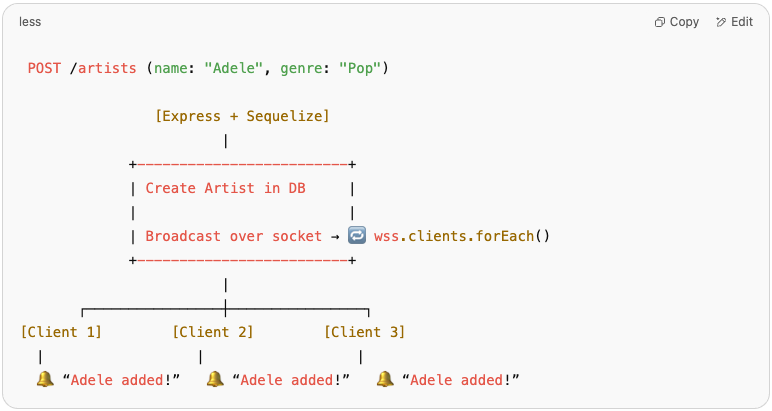 less Copy Edit
POST /artists (name: "Adele", genre: "Pop")
[Express + Sequelize]
|
+-------------------------+
| Create Artist in DB |
| |
| Broadcast over socket → 🔁 wss.clients.forEach()
+-------------------------+
|
┌────────────────┼────────────────┐
[Client 1] [Client 2] [Client 3]
| | |
🔔 “Adele added!” 🔔 “Adele added!” 🔔 “Adele added!”